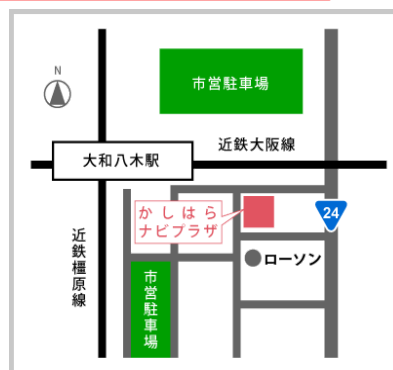 N
市営駐車場
近鉄大阪線
大和八木駅
かしはら
ナビプラザ
24
近鉄橿原線
ローソン
市営駐車場